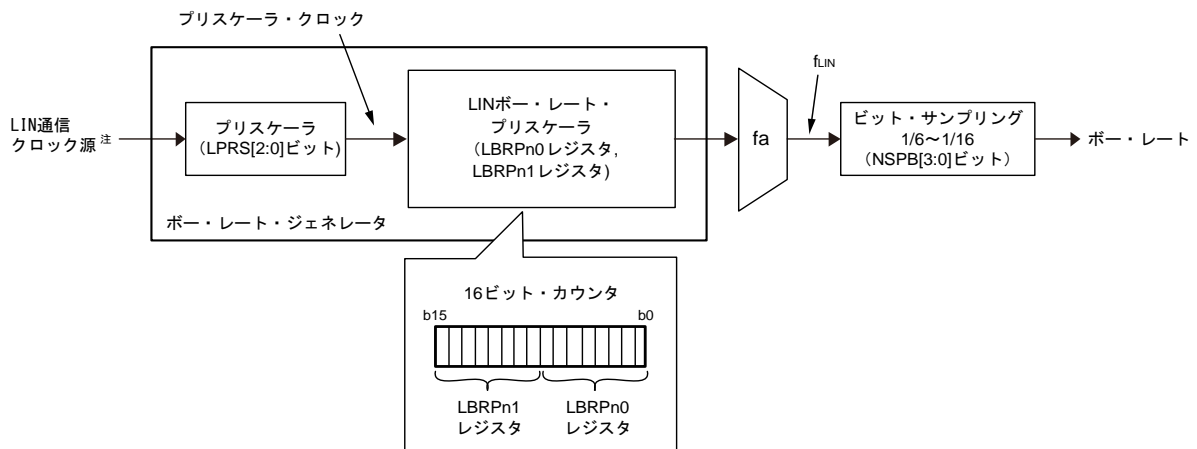 プリスケーラ・クロック
LIN通信
クロック源 注
プリスケーラ
（LPRS[2:0]ビット）
LINボー・レート・
プリスケーラ
（LBRPn0レジスタ,
LBRPn1レジスタ)
ボー・レート・ジェネレータ
fa
fLIN
ビット・サンプリング
1/6～1/16
（NSPB[3:0]ビット）
ボー・レート
16ビット・カウンタ
b15
b0
LBRPn1
レジスタ
LBRPn0
レジスタ